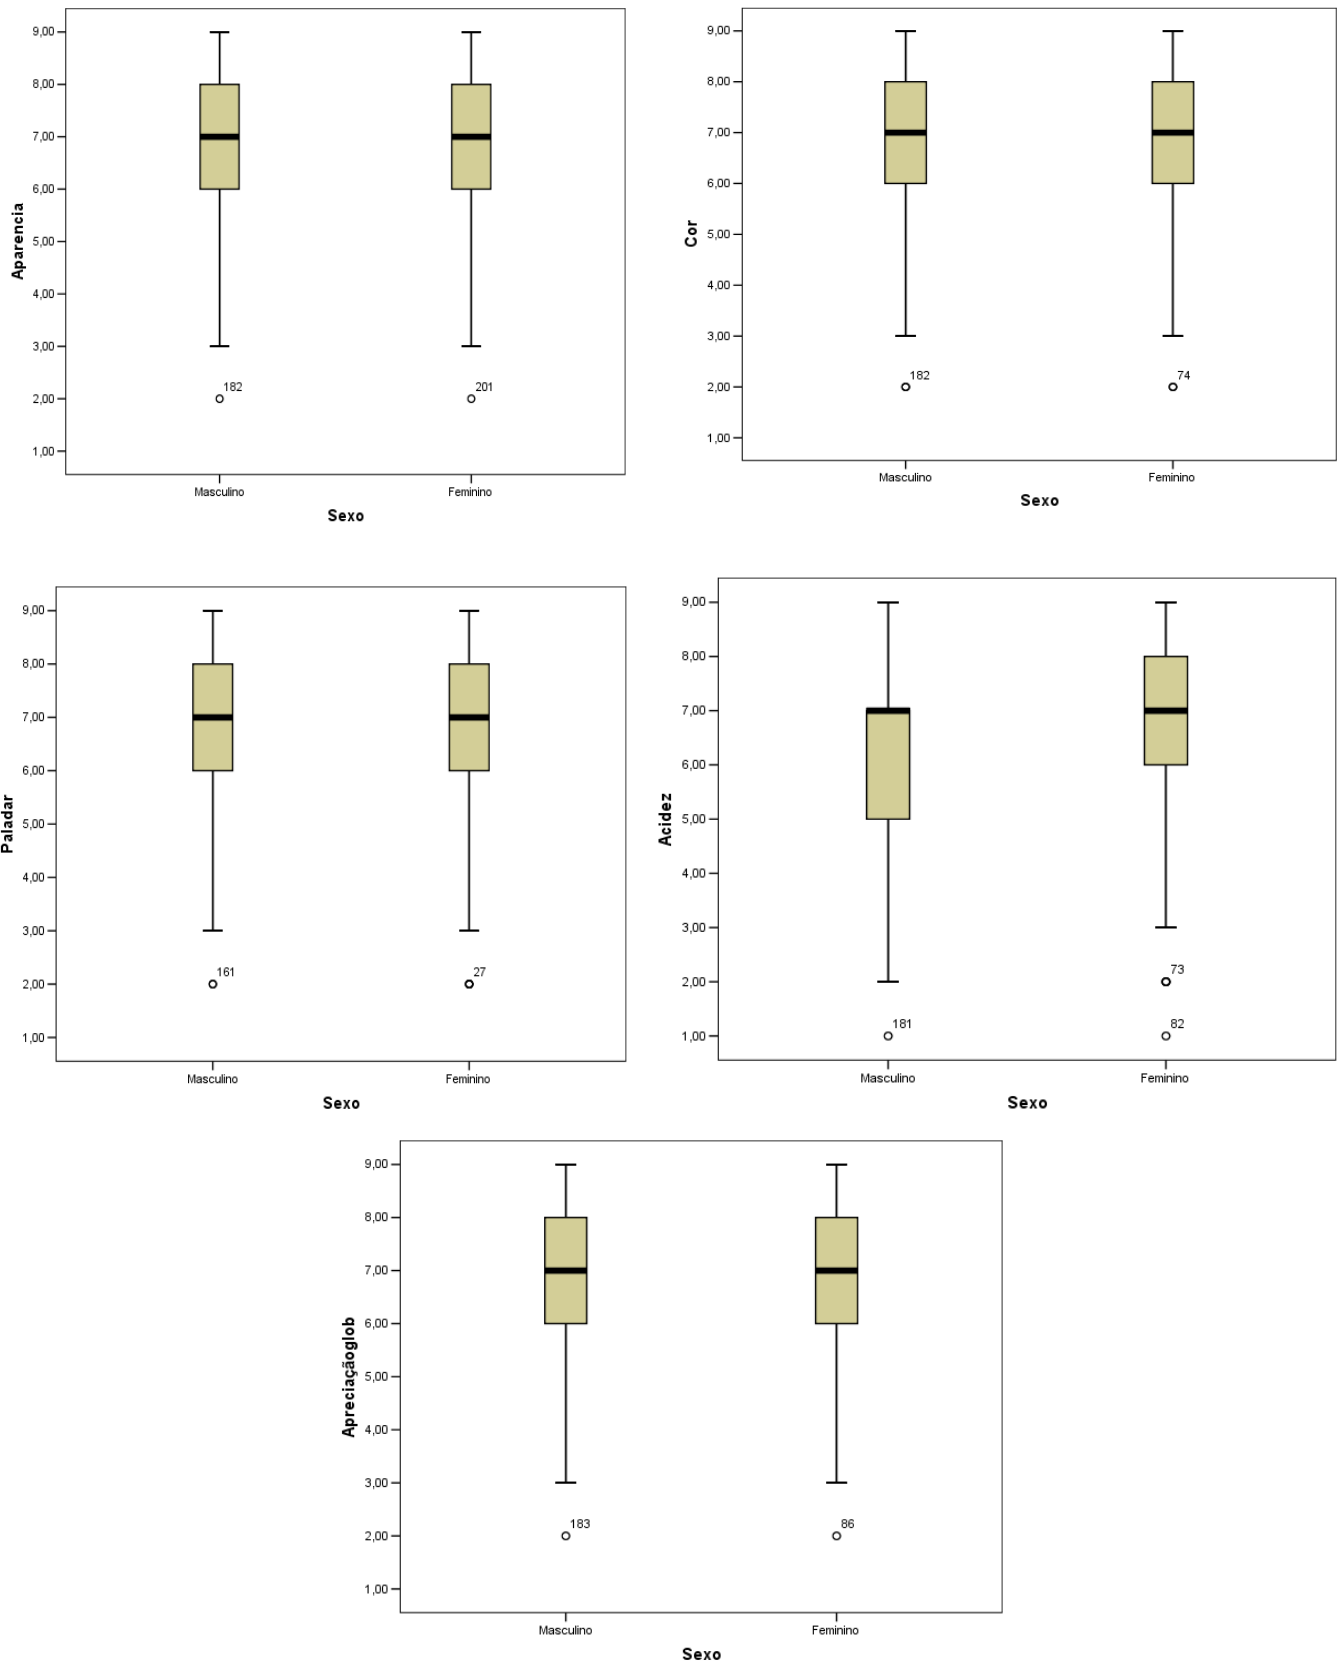 Aparencia
9,00
8,00
7,00
6,00
5,00
4,00
3,00
2,00
1,00
182
201
Masculino
Feminino
Sexo
Cor
9,00
8,00
7,00
6,00
5,00
4,00
3,00
2,00
1,00
182
74
Masculino
Feminino
Sexo
Paladar
9,00
8,00
7,00
6,00
5,00
4,00
3,00
2,00
1,00
161
27
Masculino
Feminino
Sexo
Acidez
9,00
8,00
7,00
6,00
5,00
4,00
3,00
2,00
1,00
181
73
82
Masculino
Feminino
Sexo
Apreciaçãoglob
9,00
8,00
7,00
6,00
5,00
4,00
3,00
2,00
1,00
183
86
Masculino
Feminino
Sexo